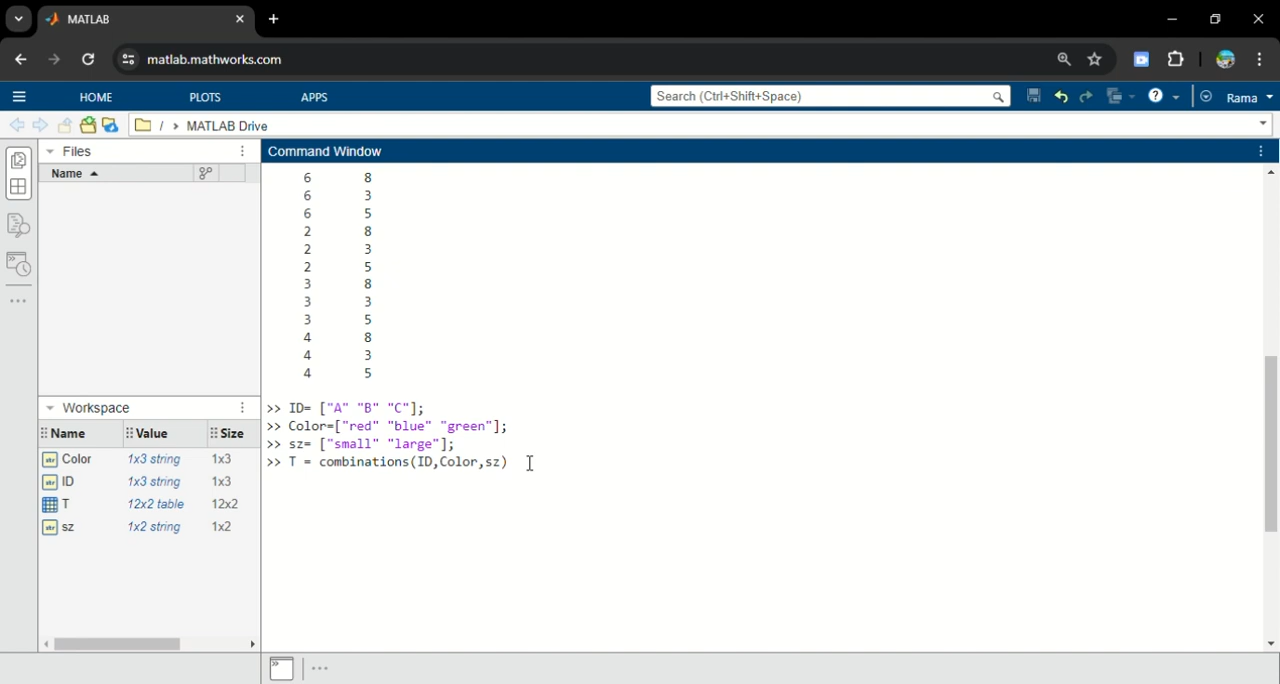 MATLAB
matlab.mathworks.com
HOME PLOTS APPS Search (Ctrl+Shift+Space) Rama
/ MATLAB Drive
Files
Name
Command Window
6 8
6 3
6 5
2 8
2 3
2 5
3 8
3 3
3 5
4 8
4 3
4 5
>> ID= ["A" "B" "C"];
>> Color=["red" "blue" "green"];
>> sz= ["small" "large"];
>> T = combinations(ID,Color,sz)
Workspace
Name Value Size
Color 1x3 string 1x3
ID 1x3 string 1x3
T 12x2 table 12x2
sz 1x2 string 1x2